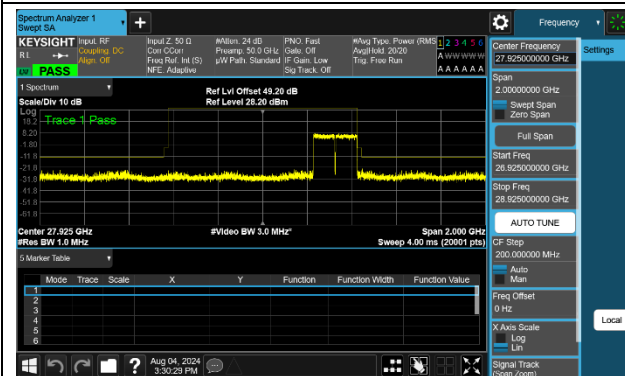 Spectrum Analyzer 1
Swept SA
+
Frequency
KEYSIGHT
RL
PASS
Input: RF
Coupling: DC
Align: Off
Input Z: 50 Ω
Corr CCorr
Freq Ref: Int (S)
NFE: Adaptive
#Atten: 24 dB
Preamp: 50.0 GHz
µW Path: Standard
PNO: Fast
Gate: Off
IF Gain: Low
Sig Track: Off
#Avg Type: Power (RMS)
Avg|Hold: 20/20
Trig: Free Run
1 2 3 4 5 6
A W W W W W
A A A A A A
Center Frequency
27.925000000 GHz
Settings
Span
2.00000000 GHz
Swept Span
Zero Span
Full Span
Start Freq
26.925000000 GHz
Stop Freq
28.925000000 GHz
AUTO TUNE
CF Step
200.000000 MHz
Auto
Man
Freq Offset
0 Hz
X Axis Scale
Log
Lin
Local
Signal Track
(Span Zoom)
1 Spectrum
Scale/Div 10 dB
Ref Lvl Offset 49.20 dB
Ref Level 28.20 dBm
Log
Trace 1 Pass
18.2
8.20
-1.80
-11.8
-21.8
-31.8
-41.8
-51.8
-61.8
Center 27.925 GHz
#Video BW 3.0 MHz*
Span 2.000 GHz
#Res BW 1.0 MHz
Sweep 4.00 ms (20001 pts)
5 Marker Table
Mode Trace Scale X Y Function Function Width Function Value
1
2
3
4
5
6
?
Aug 04, 2024
3:30:29 PM